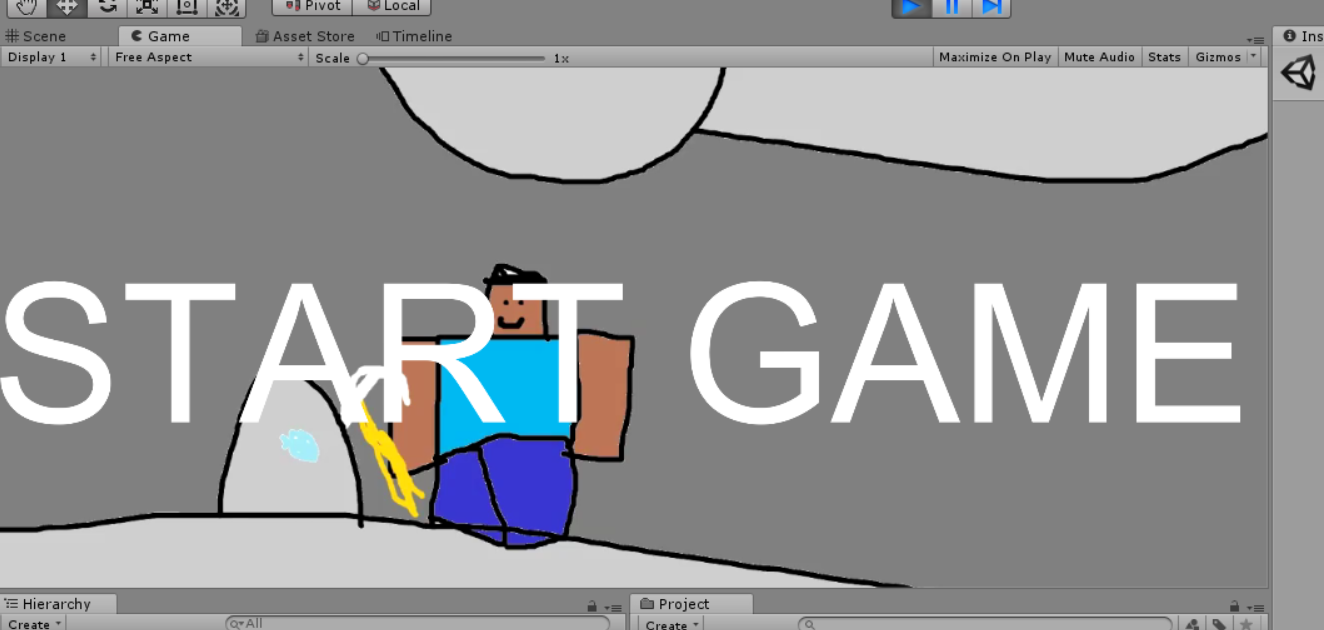 Pivot Local
Scene Game Asset Store Timeline Ins
Display 1 Free Aspect Scale 1x Maximize On Play Mute Audio Stats Gizmos
START GAME
Hierarchy Project
Create All Create